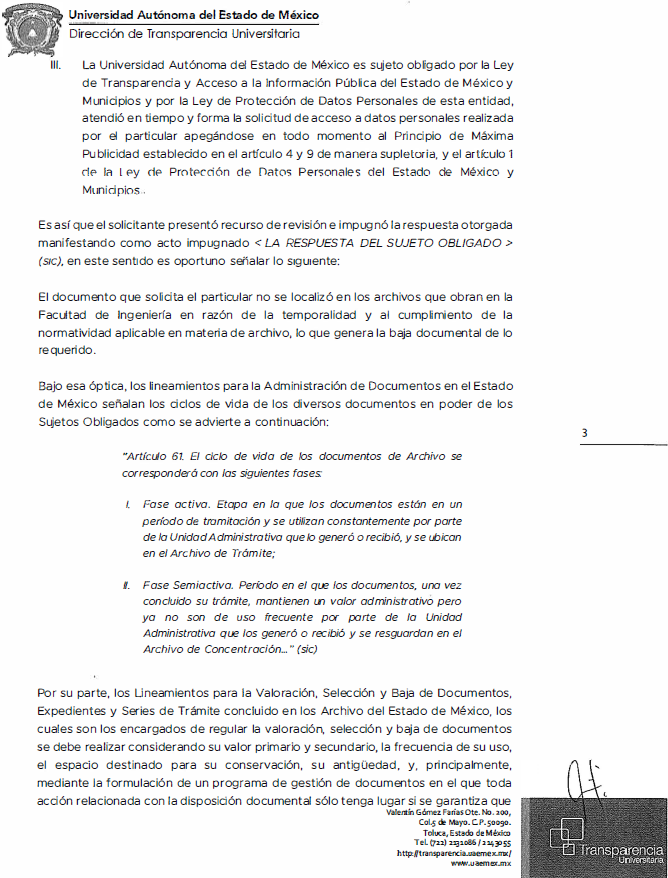 Universidad Autónoma del Estado de México
Dirección de Transparencia Universitaria
III. La Universidad Autónoma del Estado de México es sujeto obligado por la Ley
de Transparencia y Acceso a la Información Pública del Estado de México y
Municipios y por la Ley de Protección de Datos Personales de esta entidad,
atendió en tiempo y forma la solicitud de acceso a datos personales realizada
por el particular apegándose en todo momento al Principio de Máxima
Publicidad establecido en el artículo 4 y 9 de manera supletoria, y el artículo 1
de la Ley de Protección de Datos Personales del Estado de México y
Municipios..
Es así que el solicitante presentó recurso de revisión e impugnó la respuesta otorgada
manifestando como acto impugnado < LA RESPUESTA DEL SUJETO OBLIGADO >
(sic), en este sentido es oportuno señalar lo siguiente:
El documento que solicita el particular no se localizó en los archivos que obran en la
Facultad de Ingeniería en razón de la temporalidad y al cumplimiento de la
normatividad aplicable en materia de archivo, lo que genera la baja documental de lo
requerido.
Bajo esa óptica, los lineamientos para la Administración de Documentos en el Estado
de México señalan los ciclos de vida de los diversos documentos en poder de los
Sujetos Obligados como se advierte a continuación:
3
"Artículo 61. El ciclo de vida de los documentos de Archivo se
corresponderá con las siguientes fases:
I. Fase activa. Etapa en la que los documentos están en un
período de tramitación y se utilizan constantemente por parte
de la Unidad Administrativa que lo generó o recibió, y se ubican
en el Archivo de Trámite;
II. Fase Semiactiva. Período en el que los documentos, una vez
concluido su trámite, mantienen un valor administrativo pero
ya no son de uso frecuente por parte de la Unidad
Administrativa que los generó o recibió y se resguardan en el
Archivo de Concentración..." (sic)
Por su parte, los Lineamientos para la Valoración, Selección y Baja de Documentos,
Expedientes y Series de Trámite concluido en los Archivo del Estado de México, los
cuales son los encargados de regular la valoración, selección y baja de documentos
se debe realizar considerando su valor primario y secundario, la frecuencia de su uso,
el espacio destinado para su conservación, su antigüedad, y, principalmente,
mediante la formulación de un programa de gestión de documentos en el que toda
acción relacionada con la disposición documental sólo tenga lugar si se garantiza que
Valentín Gómez Farías Ote. No. 200,
Col. 5 de Mayo. C.P. 50090.
Toluca, Estado de México
Tel. (722) 2131086 / 2143055
http://transparencia.uaemex.mx/
www.uaemex.mx
Transparencia
Universitaria